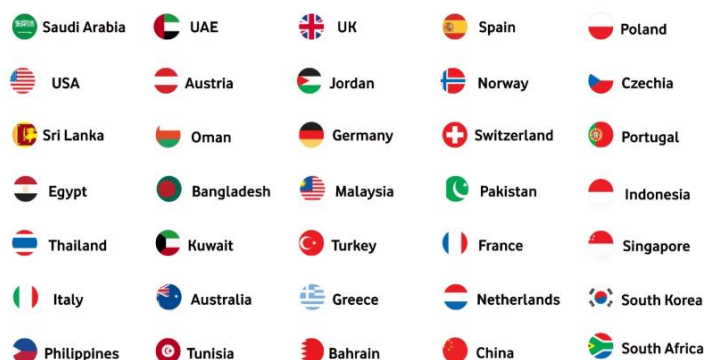 Saudi Arabia UAE UK Spain Poland
USA Austria Jordan Norway Czechia
Sri Lanka Oman Germany Switzerland Portugal
Egypt Bangladesh Malaysia Pakistan Indonesia
Thailand Kuwait Turkey France Singapore
Italy Australia Greece Netherlands South Korea
Philippines Tunisia Bahrain China South Africa